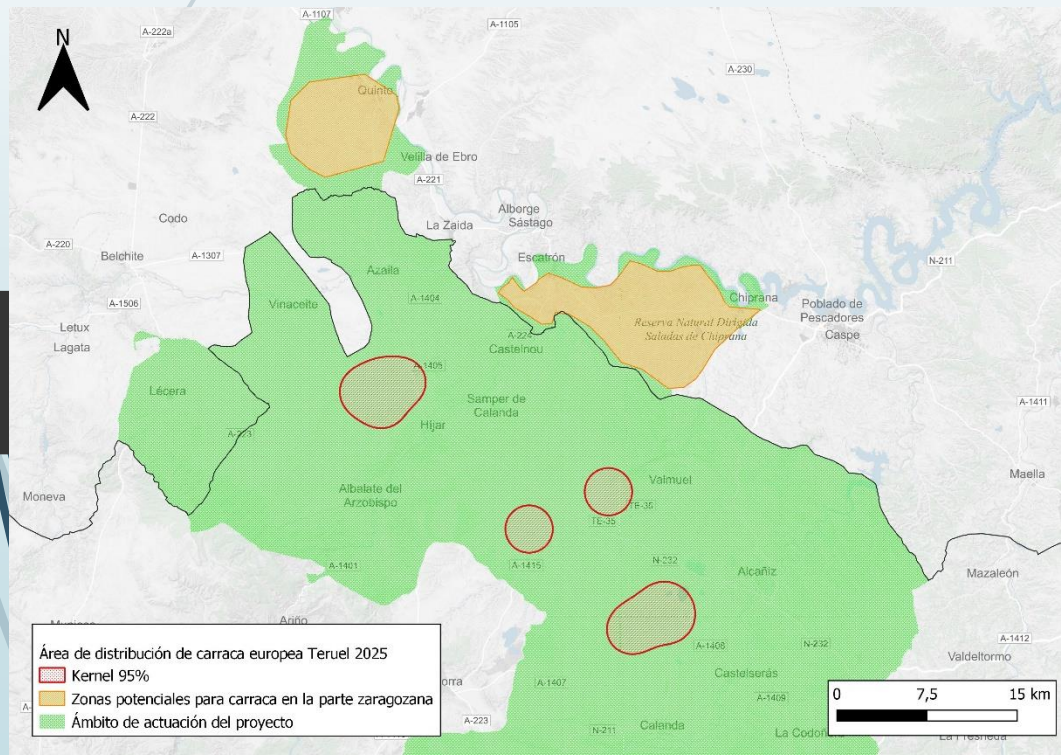 A-1107
A-222a
A-1105
N
A-230
Quinto
A-222
Velilla de Ebro
A-221
Codo
Alborge
Sástago
La Zaida
A-220
Belchite
A-1307
Escatrón
N-211
Azaila
A-1506
Vinaceite
A-1404
Chiprana
Poblado de
Pescadores
Letux
Lagata
Reserva Natural Dirigida
Saladas de Chiprana
Caspe
A-224
Castelnou
A-1406
Lécera
Samper de
Calanda
A-1411
Híjar
A-223
Maella
Moneva
Albalate del
Arzobispo
Valmuel
TE-35
TE-35
A-1401
A-1415
N-232
Alcañiz
Mazaleón
Ariño
A-1412
A-1408
N-232
Valdeltormo
Castelserás
A-1407
A-1409
A-223
N-211
Calanda
Área de distribución de carraca europea Teruel 2025
Kernel 95%
Zonas potenciales para carraca en la parte zaragozana
Ámbito de actuación del proyecto
0 7,5 15 km